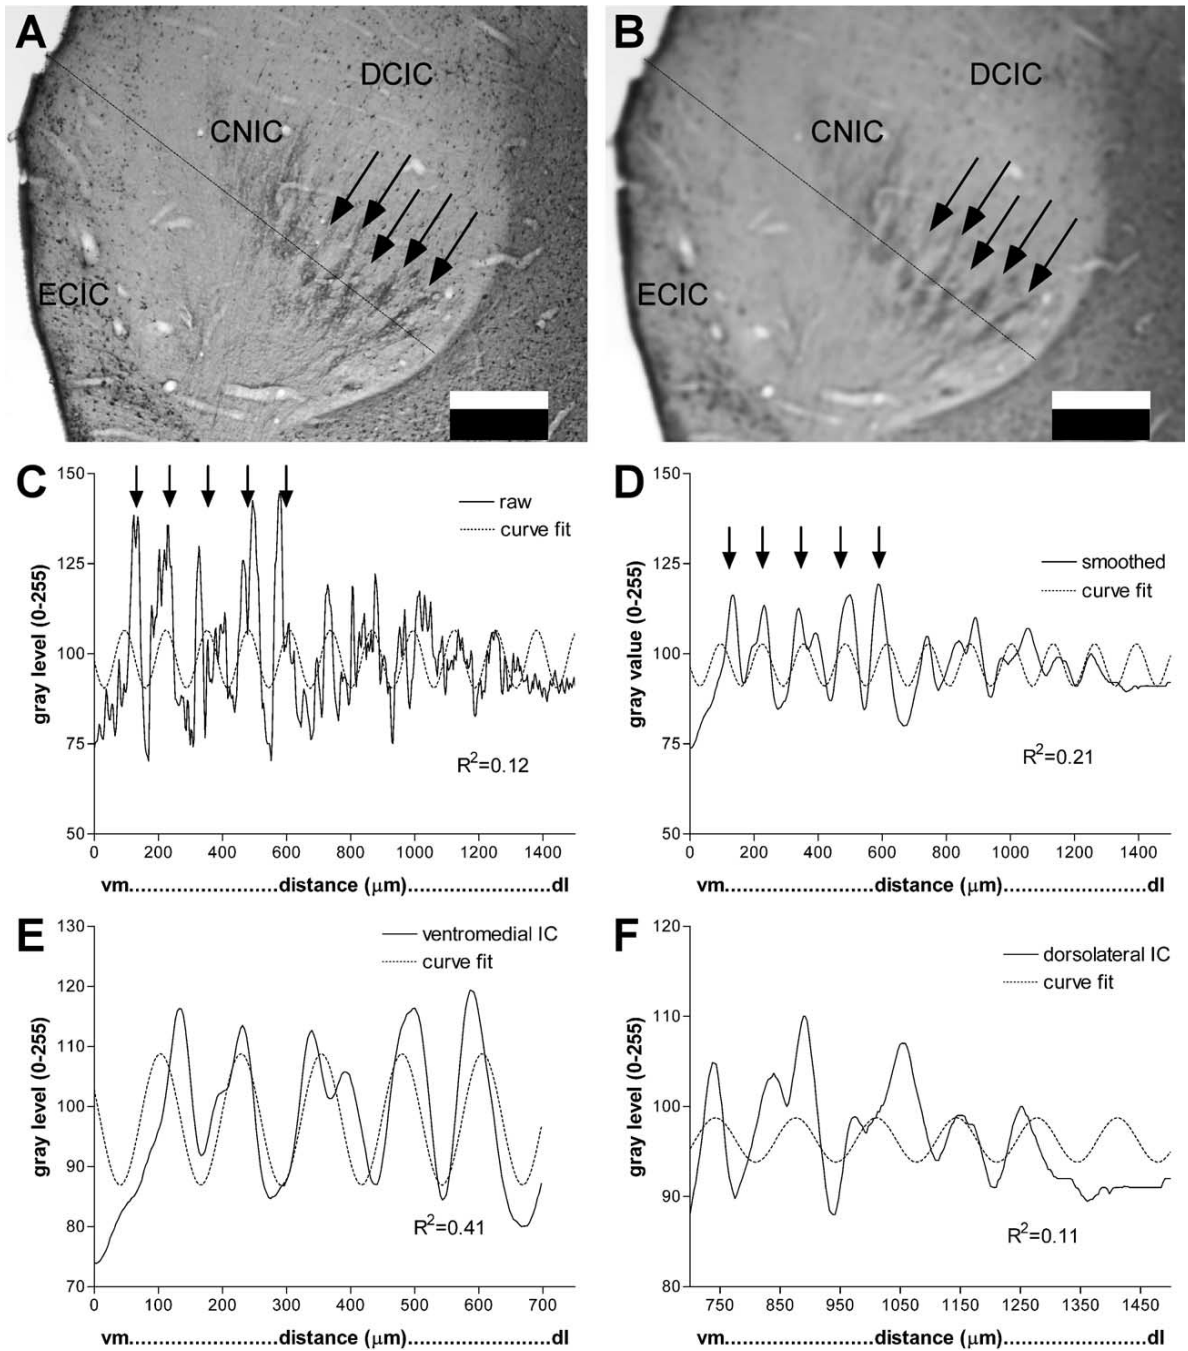 A
DCIC
CNIC
ECIC
B
DCIC
CNIC
ECIC
C
150
125
100
75
50
gray level (0-255)
raw
curve fit
R²=0.12
0 200 400 600 800 1000 1200 1400
vm.........................distance (μm)........................dl
D
150
125
100
75
50
gray value (0-255)
smoothed
curve fit
R²=0.21
0 200 400 600 800 1000 1200 1400
vm.........................distance (μm)........................dl
E
130
120
110
100
90
80
70
gray level (0-255)
ventromedial IC
curve fit
R²=0.41
0 100 200 300 400 500 600 700
vm.........................distance (μm)........................dl
F
120
110
100
90
80
gray level (0-255)
dorsolateral IC
curve fit
R²=0.11
750 850 950 1050 1150 1250 1350 1450
vm.........................distance (μm)........................dl